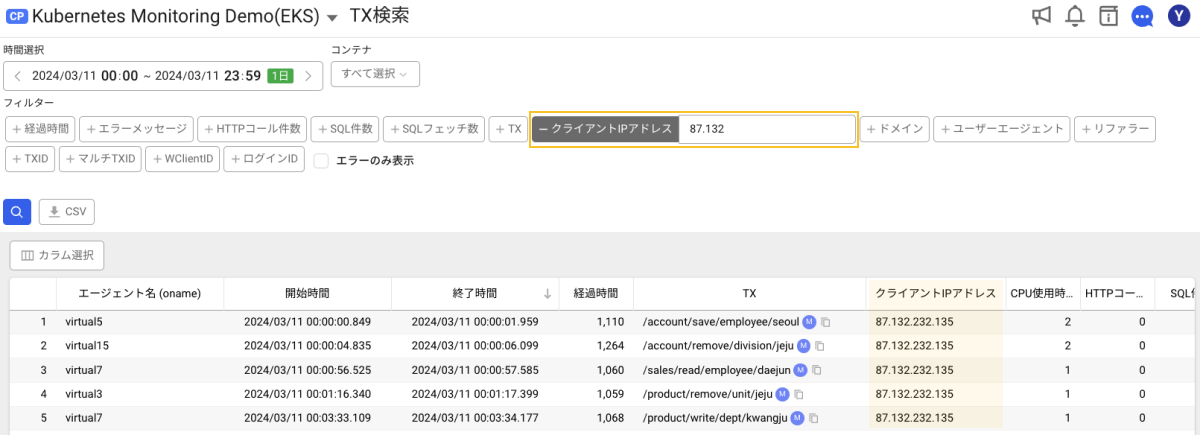 CP Kubernetes Monitoring Demo(EKS) TX検索
Y
時間選択 コンテナ
2024/03/11 00:00 ~ 2024/03/11 23:59 1日 すべて選択
フィルター
+ 経過時間 + エラーメッセージ + HTTPコール件数 + SQL件数 + SQLフェッチ数 + TX − クライアントIPアドレス 87.132 + ドメイン + ユーザーエージェント + リファラー
+ TXID + マルチTXID + WClientID + ログインID エラーのみ表示
CSV
カラム選択
エージェント名 (oname) 開始時間 終了時間 ↓ 経過時間 TX クライアントIPアドレス CPU使用時... HTTPコー... SQL
1 virtual5 2024/03/11 00:00:00.849 2024/03/11 00:00:01.959 1,110 /account/save/employee/seoul M 87.132.232.135 2 0
2 virtual15 2024/03/11 00:00:04.835 2024/03/11 00:00:06.099 1,264 /account/remove/division/jeju M 87.132.232.135 2 0
3 virtual7 2024/03/11 00:00:56.525 2024/03/11 00:00:57.585 1,060 /sales/read/employee/daejun M 87.132.232.135 1 0
4 virtual3 2024/03/11 00:01:16.340 2024/03/11 00:01:17.399 1,059 /product/remove/unit/jeju M 87.132.232.135 1 0
5 virtual7 2024/03/11 00:03:33.109 2024/03/11 00:03:34.177 1,068 /product/write/dept/kwangju M 87.132.232.135 1 0